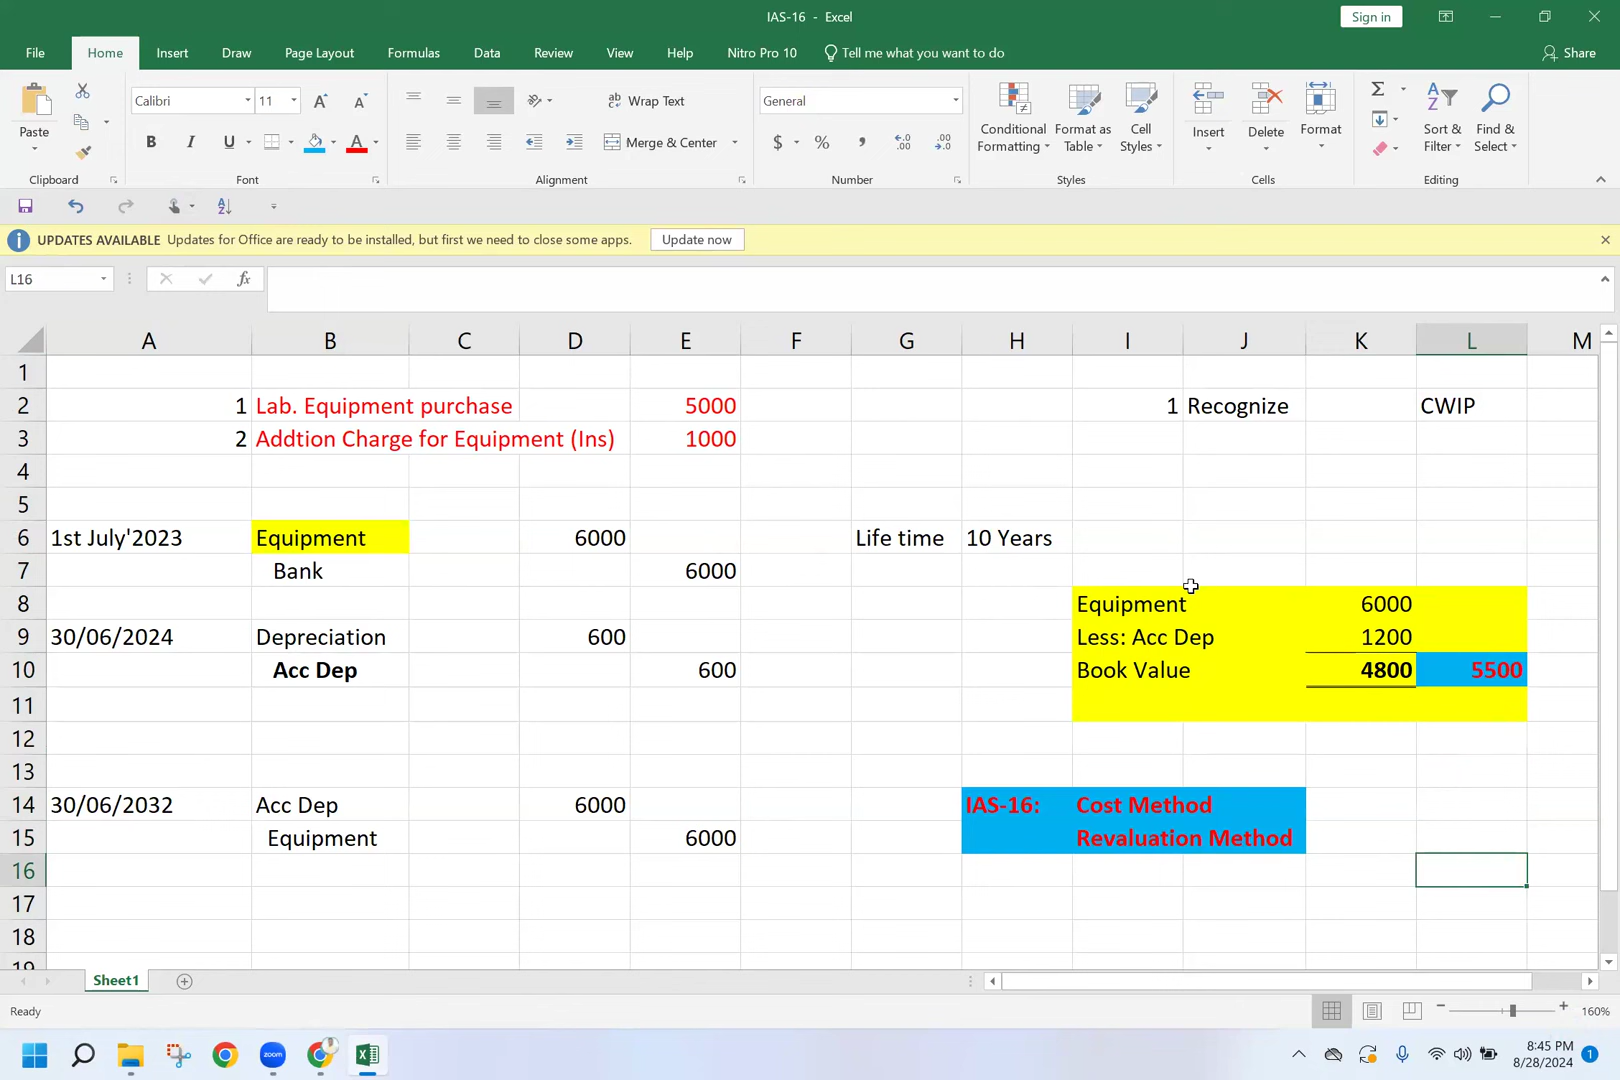 IAS-16 - Excel
Sign in
File Home Insert Draw Page Layout Formulas Data Review View Help Nitro Pro 10 Tell me what you want to do Share
Paste
Calibri 11 A A
B I U A
ab Wrap Text
Merge & Center
General
$ % ,
Conditional Formatting
Format as Table
Cell Styles
Insert
Delete
Format
Sort & Filter
Find & Select
Clipboard Font Alignment Number Styles Cells Editing
UPDATES AVAILABLE Updates for Office are ready to be installed, but first we need to close some apps. Update now
L16 fx
A B C D E F G H I J K L M
1
2 1 Lab. Equipment purchase 5000 1 Recognize CWIP
3 2 Addtion Charge for Equipment (Ins) 1000
4
5
6 1st July'2023 Equipment 6000 Life time 10 Years
7 Bank 6000
8 Equipment 6000
9 30/06/2024 Depreciation 600 Less: Acc Dep 1200
10 Acc Dep 600 Book Value 4800 5500
11
12
13
14 30/06/2032 Acc Dep 6000 IAS-16: Cost Method
15 Equipment 6000 Revaluation Method
16
17
18
19
Sheet1
Ready 160%
zoom
8:45 PM
8/28/2024 1